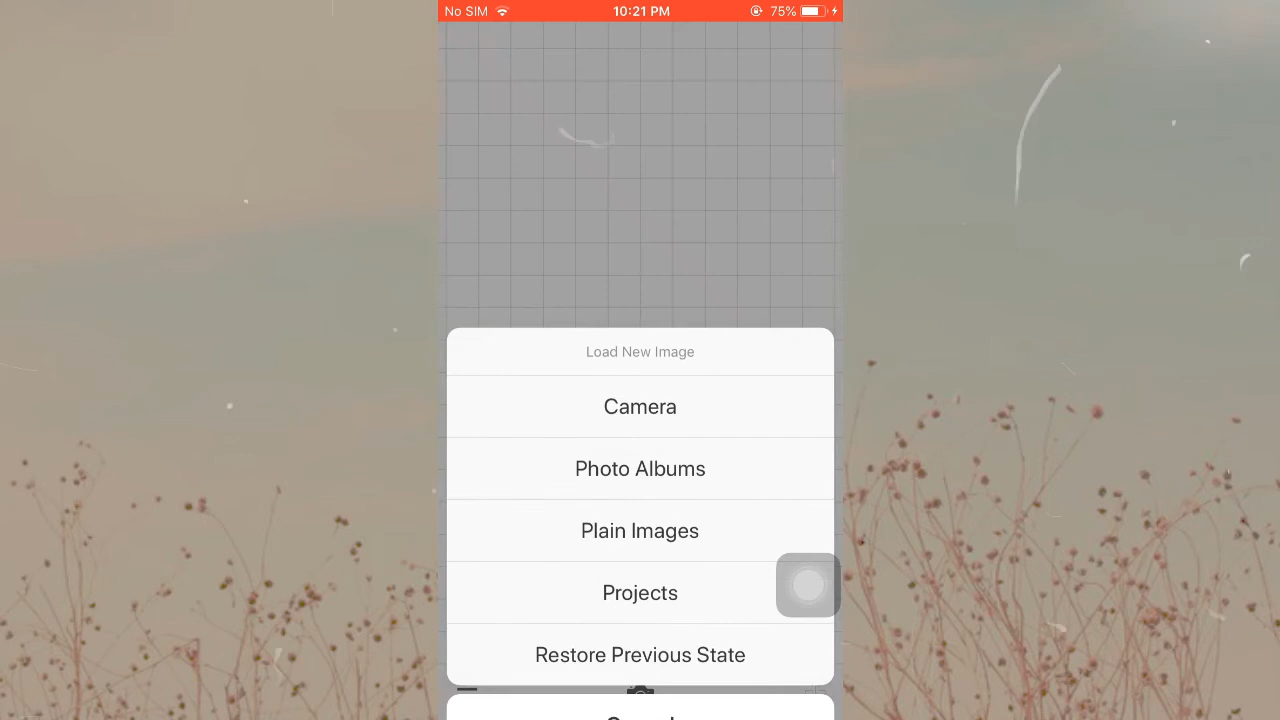 No SIM 10:21 PM 75%
Load New Image
Camera
Photo Albums
Plain Images
Projects
Restore Previous State